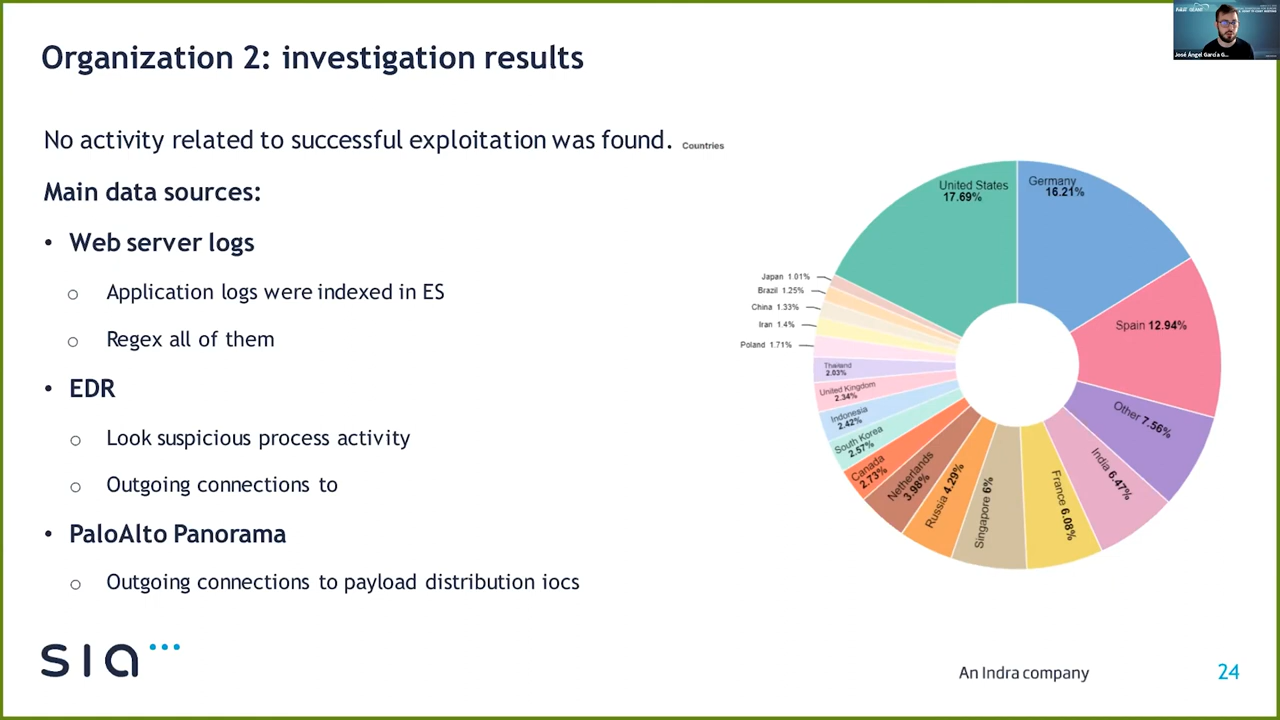 Organization 2: investigation results
No activity related to successful exploitation was found.
Countries
Main data sources:
• Web server logs
o Application logs were indexed in ES
o Regex all of them
• EDR
o Look suspicious process activity
o Outgoing connections to
• PaloAlto Panorama
o Outgoing connections to payload distribution iocs
United States
17.69%
Germany
16.21%
Spain 12.94%
Other 7.56%
India 6.47%
France 6.08%
Singapore 6%
Russia 4.29%
Netherlands
3.98%
Canada
2.73%
South Korea
2.57%
Indonesia
2.42%
United Kingdom
2.34%
Thailand
2.03%
Poland 1.71%
Iran 1.4%
China 1.33%
Brazil 1.25%
Japan 1.01%
sia
An Indra company
24
José Ángel García G...